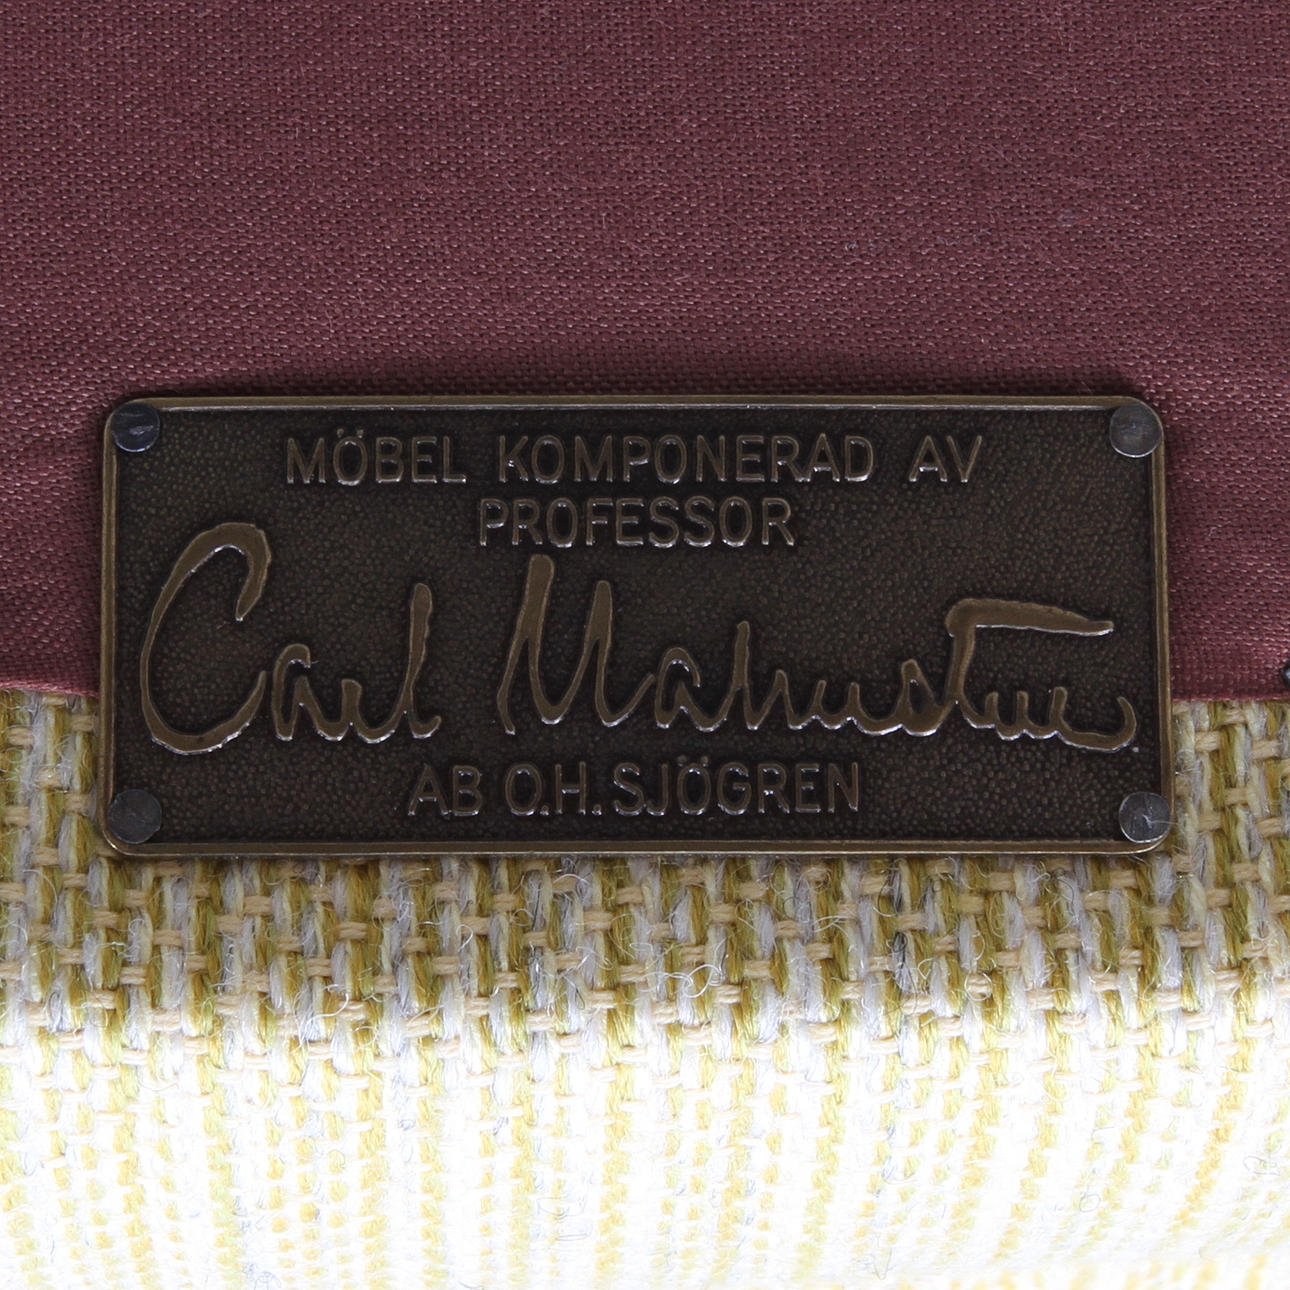 MÖBEL KOMPONERAD AV
PROFESSOR
Carl Malmsten
AB O.H. SJÖGREN